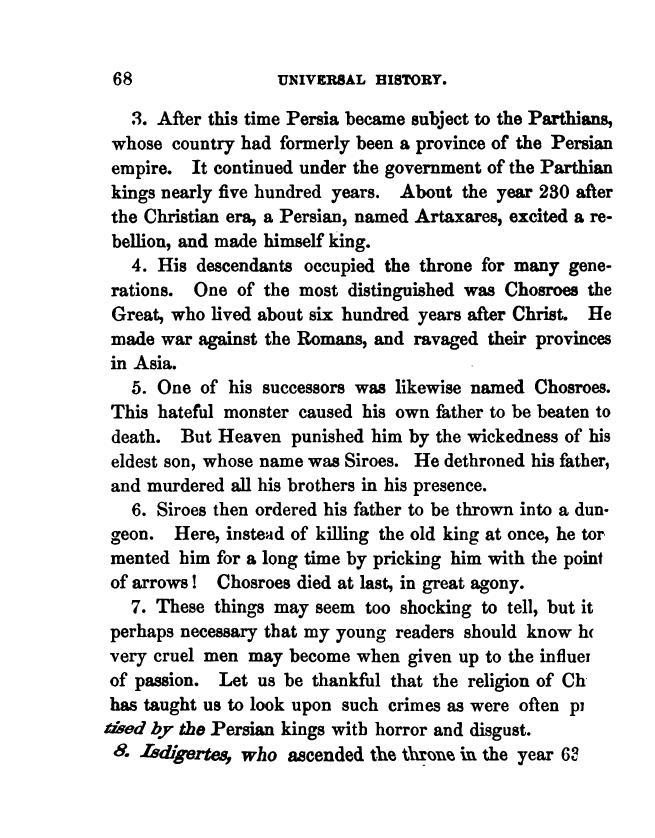 68 UNIVERSAL HISTORY.
3. After this time Persia became subject to the Parthians,
whose country had formerly been a province of the Persian
empire. It continued under the government of the Parthian
kings nearly five hundred years. About the year 230 after
the Christian era, a Persian, named Artaxares, excited a re-
bellion, and made himself king.
4. His descendants occupied the throne for many gene-
rations. One of the most distinguished was Chosroes the
Great, who lived about six hundred years after Christ. He
made war against the Romans, and ravaged their provinces
in Asia.
5. One of his successors was likewise named Chosroes.
This hateful monster caused his own father to be beaten to
death. But Heaven punished him by the wickedness of his
eldest son, whose name was Siroes. He dethroned his father,
and murdered all his brothers in his presence.
6. Siroes then ordered his father to be thrown into a dun-
geon. Here, instead of killing the old king at once, he tor
mented him for a long time by pricking him with the point
of arrows! Chosroes died at last, in great agony.
7. These things may seem too shocking to tell, but it
perhaps necessary that my young readers should know
very cruel men may become when given up to the
of passion. Let us be thankful that the religion of Ch
has taught us to look upon such crimes as were often
tised by the Persian kings with horror and disgust.
8. Isdigertes, who ascended the throne in the year 63